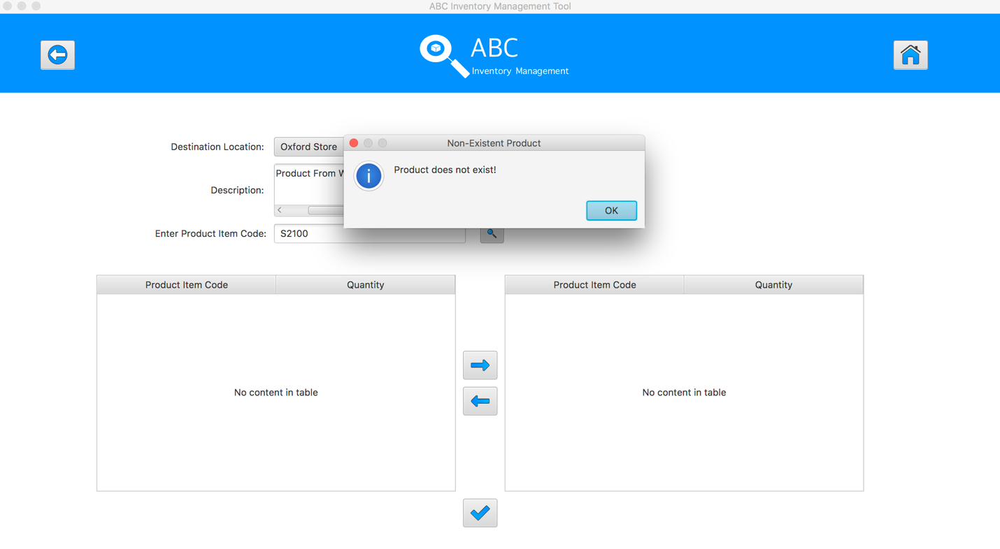 ABC Inventory Management Tool
ABC
Inventory Management
Destination Location: Oxford Store
Non-Existent Product
Product does not exist!
OK
Description: Product From
Enter Product Item Code: S2100
Product Item Code Quantity
No content in table
Product Item Code Quantity
No content in table